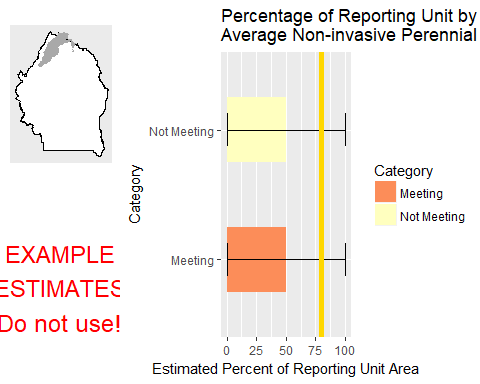 Percentage of Reporting Unit by
Average Non-invasive Perennial
Category
Not Meeting
Meeting
0 25 50 75 100
Estimated Percent of Reporting Unit Area
Category
Meeting
Not Meeting
EXAMPLE
ESTIMATES
Do not use!